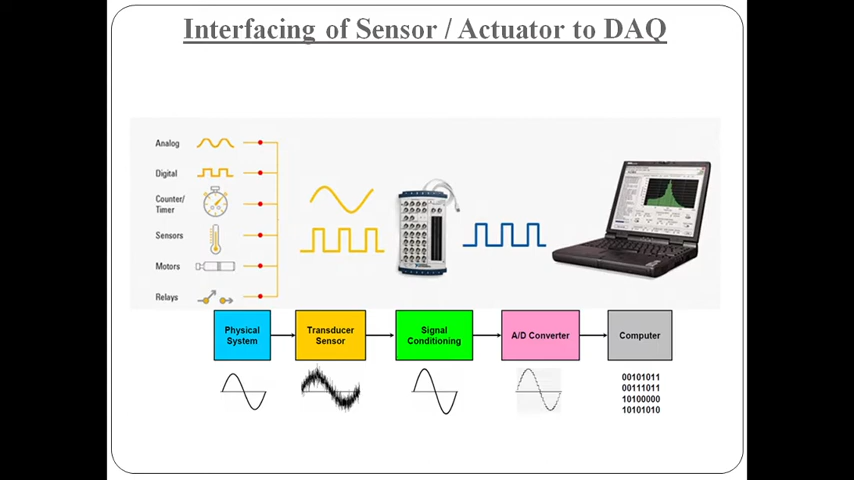 Interfacing of Sensor / Actuator to DAQ
Analog
Digital
Counter/
Timer
Sensors
Motors
Relays
Physical
System
Transducer
Sensor
Signal
Conditioning
A/D Converter
Computer
00101011
00111011
10100000
10101010